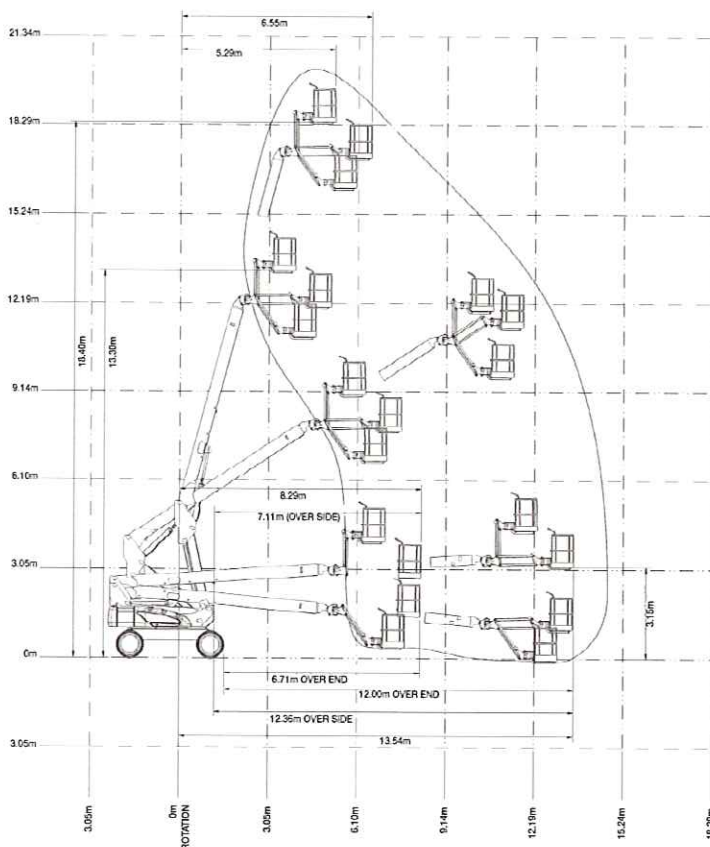 6.55m
21.34m
5.29m
18.29m
15.24m
12.19m
18.40m
13.30m
9.14m
6.10m
8.29m
7.11m (OVER SIDE)
3.05m
3.15m
0m
6.71m OVER END
12.00m OVER END
12.36m OVER SIDE
13.54m
3.05m
3.05m
0m
ROTATION
3.05m
6.10m
9.14m
12.19m
15.24m